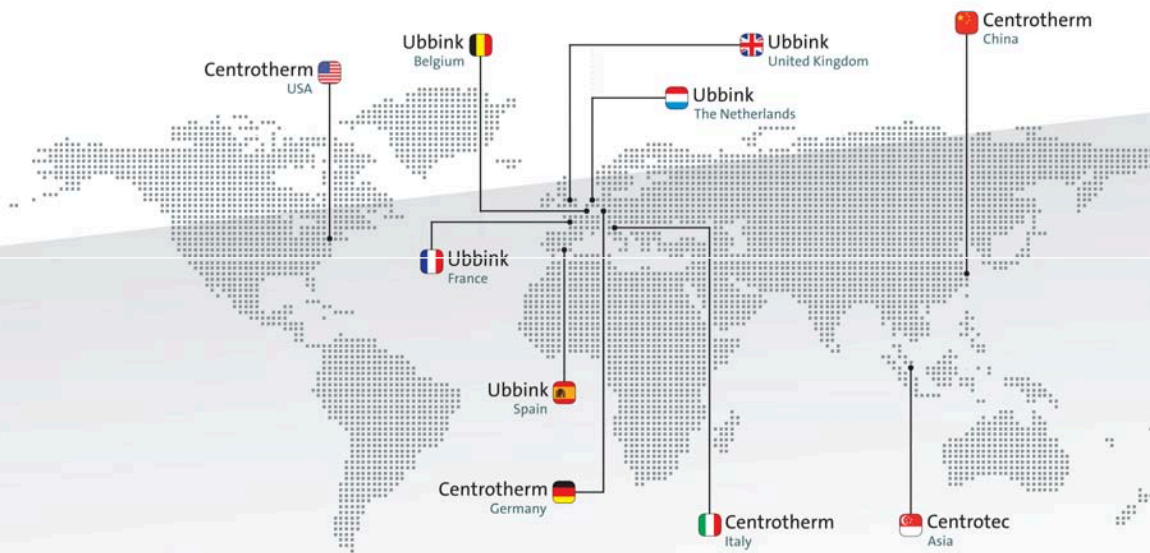 Centrotherm
China
Ubbink
Belgium
Ubbink
United Kingdom
Centrotherm
USA
Ubbink
The Netherlands
Ubbink
France
Ubbink
Spain
Centrotherm
Germany
Centrotherm
Italy
Centrotec
Asia